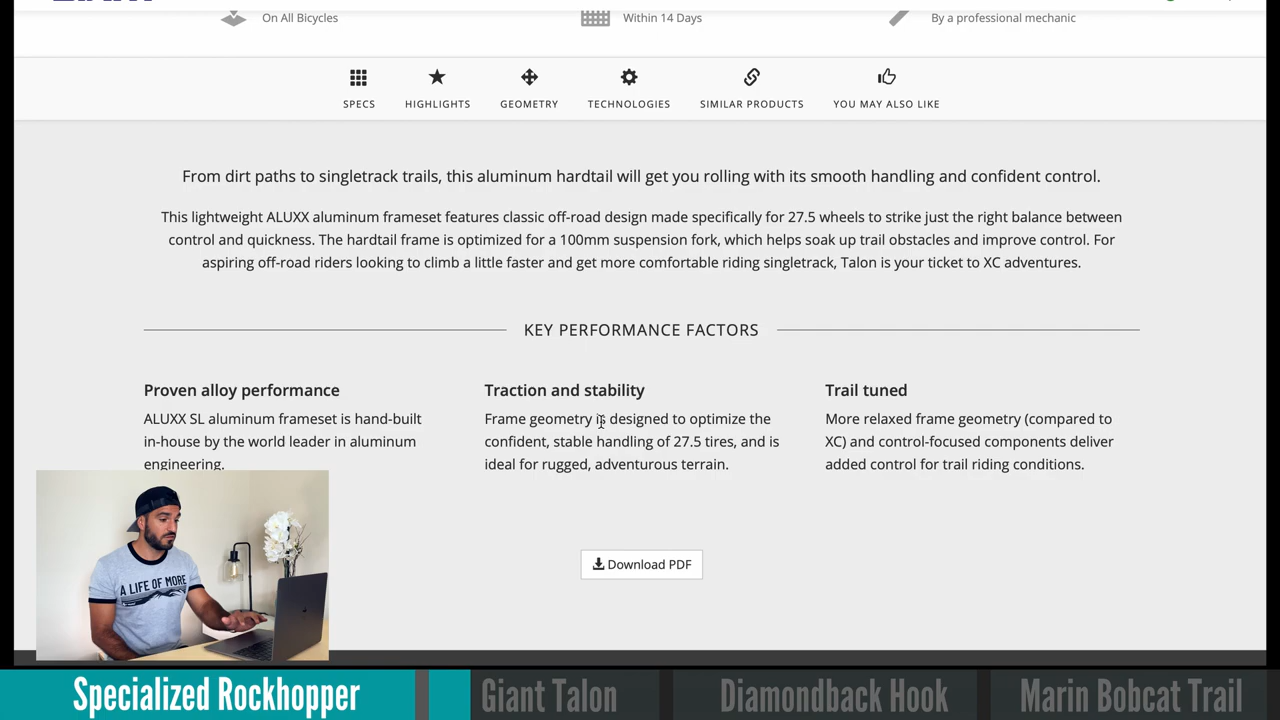 On All Bicycles
Within 14 Days
By a professional mechanic
SPECS
HIGHLIGHTS
GEOMETRY
TECHNOLOGIES
SIMILAR PRODUCTS
YOU MAY ALSO LIKE
From dirt paths to singletrack trails, this aluminum hardtail will get you rolling with its smooth handling and confident control.
This lightweight ALUXX aluminum frameset features classic off-road design made specifically for 27.5 wheels to strike just the right balance between
control and quickness. The hardtail frame is optimized for a 100mm suspension fork, which helps soak up trail obstacles and improve control. For
aspiring off-road riders looking to climb a little faster and get more comfortable riding singletrack, Talon is your ticket to XC adventures.
KEY PERFORMANCE FACTORS
Proven alloy performance
ALUXX SL aluminum frameset is hand-built
in-house by the world leader in aluminum
engineering.
Traction and stability
Frame geometry is designed to optimize the
confident, stable handling of 27.5 tires, and is
ideal for rugged, adventurous terrain.
Trail tuned
More relaxed frame geometry (compared to
XC) and control-focused components deliver
added control for trail riding conditions.
Download PDF
A LIFE OF MORE
Specialized Rockhopper
Giant Talon
Diamondback Hook
Marin Bobcat Trail